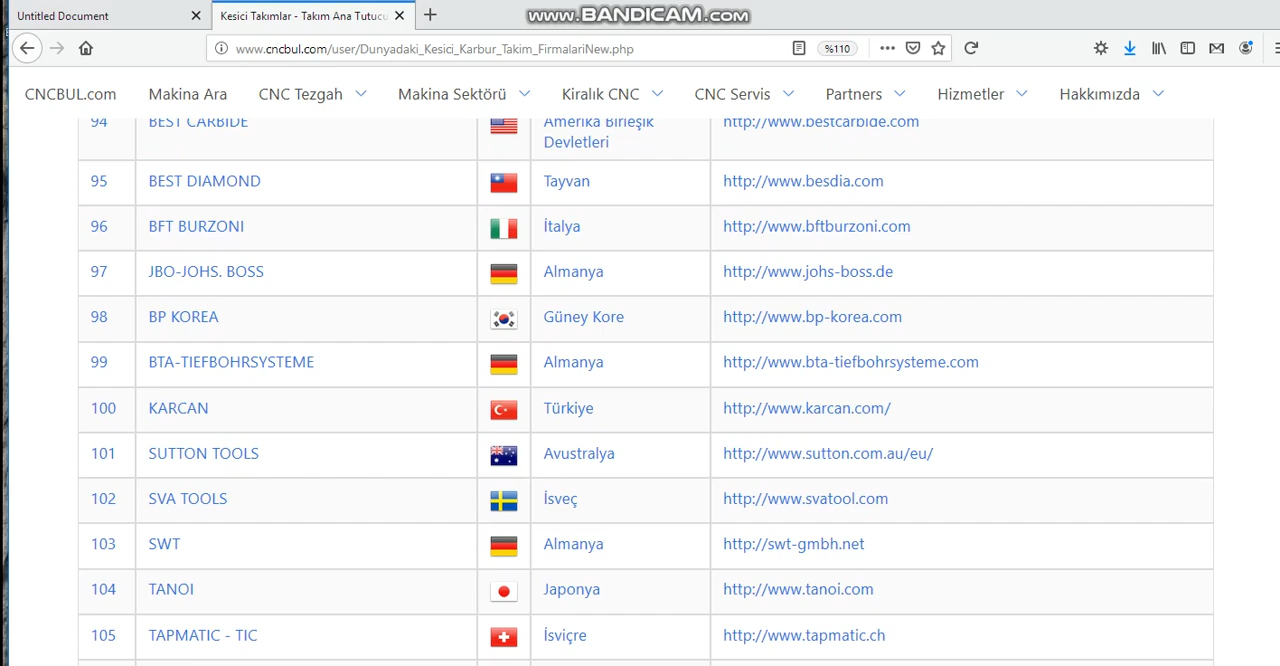 Untitled Document
Kesici Takımlar - Takım Ana Tutucu
www.BANDICAM.com
www.cncbul.com/user/Dunyadaki_Kesici_Karbur_Takim_FirmalariNew.php
%110
CNCBUL.com Makina Ara CNC Tezgah Makina Sektörü Kiralık CNC CNC Servis Partners Hizmetler Hakkımızda
94 BEST CARBIDE Amerika Birleşik Devletleri http://www.bestcarbide.com
95 BEST DIAMOND Tayvan http://www.besdia.com
96 BFT BURZONI İtalya http://www.bftburzoni.com
97 JBO-JOHS. BOSS Almanya http://www.johs-boss.de
98 BP KOREA Güney Kore http://www.bp-korea.com
99 BTA-TIEFBOHRSYSTEME Almanya http://www.bta-tiefbohrsysteme.com
100 KARCAN Türkiye http://www.karcan.com/
101 SUTTON TOOLS Avustralya http://www.sutton.com.au/eu/
102 SVA TOOLS İsveç http://www.svatool.com
103 SWT Almanya http://swt-gmbh.net
104 TANOI Japonya http://www.tanoi.com
105 TAPMATIC - TIC İsviçre http://www.tapmatic.ch